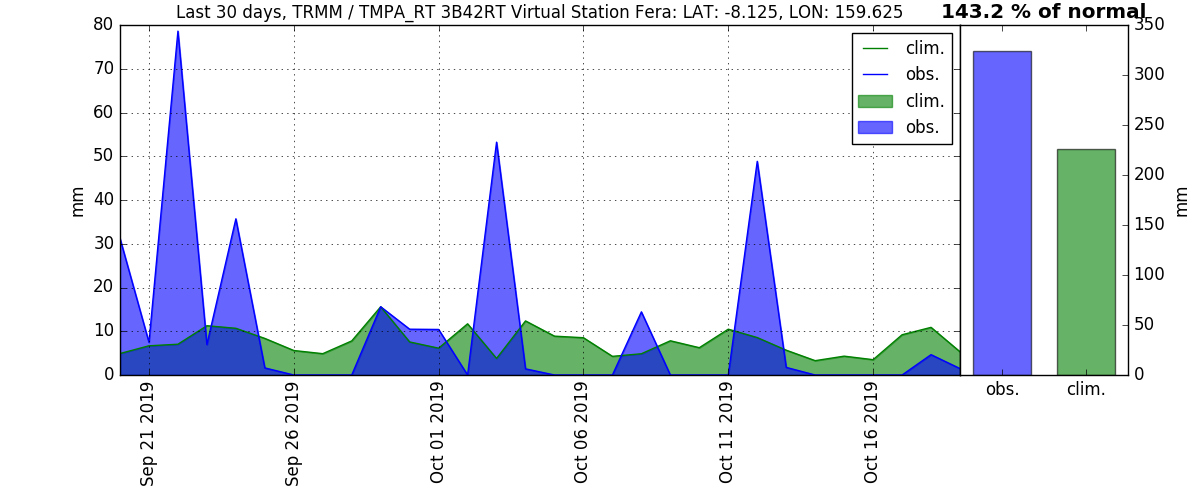 Last 30 days, TRMM / TMPA_RT 3B42RT Virtual Station Fera: LAT: -8.125, LON: 159.625
143.2 % of normal
80
70
60
50
40
30
20
10
0
mm
clim.
obs.
clim.
obs.
350
300
250
200
150
100
50
0
mm
obs.
clim.
Sep 21 2019
Sep 26 2019
Oct 01 2019
Oct 06 2019
Oct 11 2019
Oct 16 2019